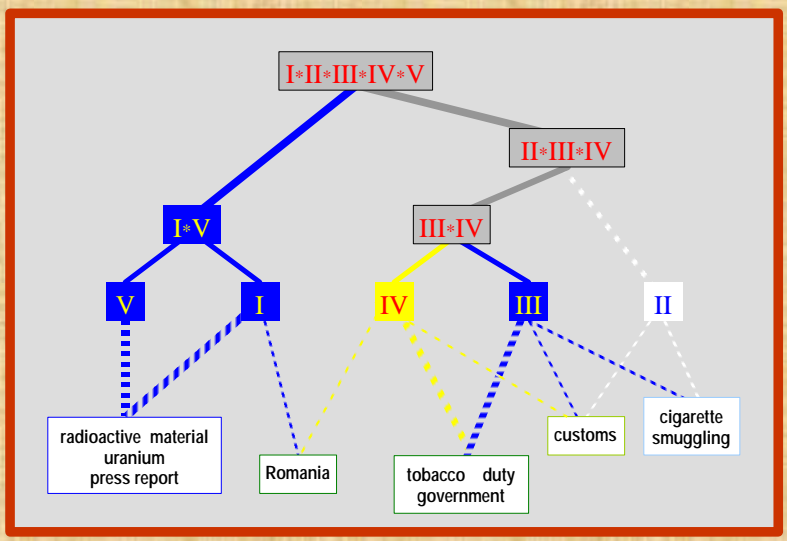 I*II*III*IV*V
II*III*IV
I*V
III*IV
V
I
IV
III
II
radioactive material
uranium
press report
Romania
tobacco duty
government
customs
cigarette
smuggling